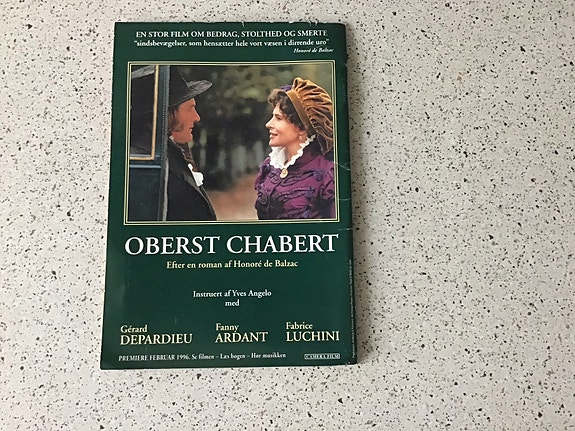 EN STOR FILM OM BEDRAG, STOLTHED OG SMERTE
"sindsbevægelser, som hensætter hele vort væsen i dirrende uro"
Honoré de Balzac
OBERST CHABERT
Efter en roman af Honoré de Balzac
Instrueret af Yves Angelo
med
Gérard DEPARDIEU
Fanny ARDANT
Fabrice LUCHINI
PREMIERE FEBRUAR 1996. Se filmen – Læs bogen – Hør musikken
CAMERA FILM